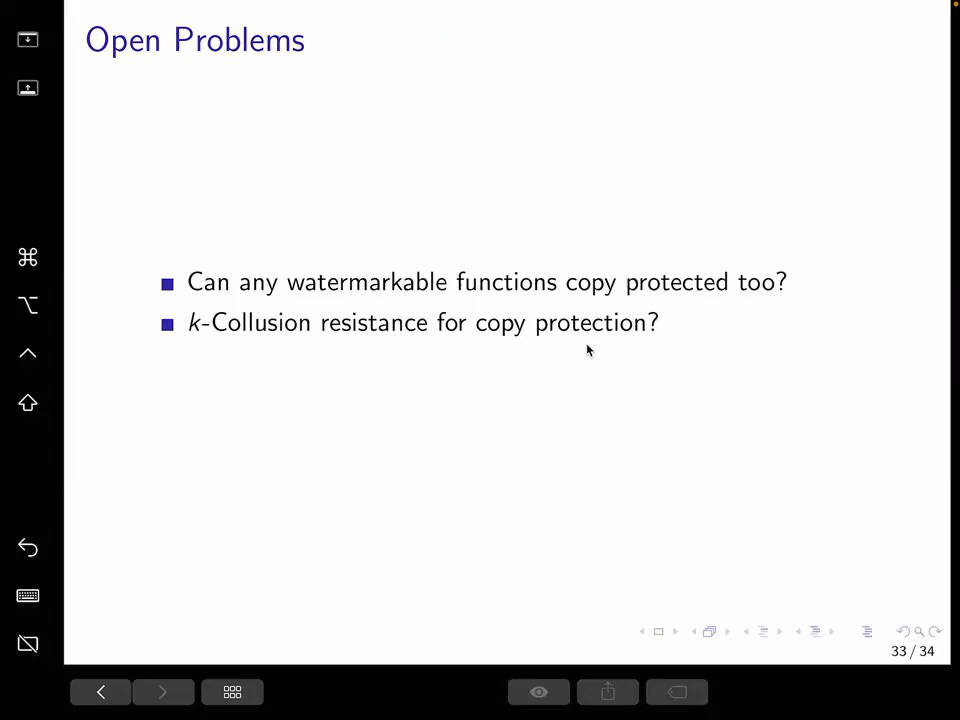 Open Problems
Can any watermarkable functions copy protected too?
k-Collusion resistance for copy protection?
33 / 34